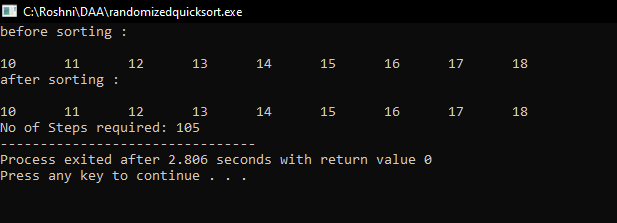 C:\Roshni\DAA\randomizedquicksort.exe
before sorting :
10 11 12 13 14 15 16 17 18
after sorting :
10 11 12 13 14 15 16 17 18
No of Steps required: 105
--------------------------------
Process exited after 2.806 seconds with return value 0
Press any key to continue . . .